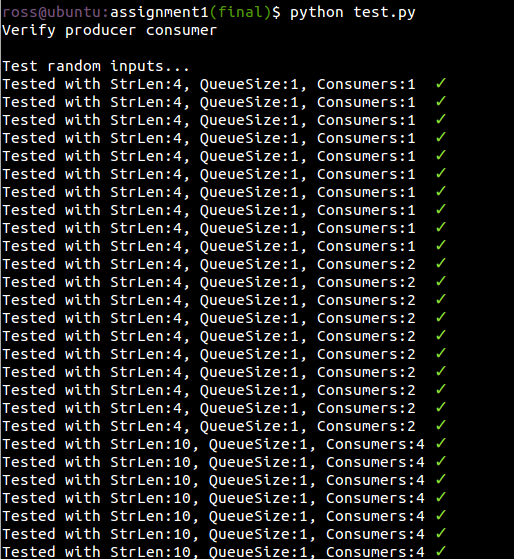 ross@ubuntu:assignment1(final)$ python test.py
Verify producer consumer

Test random inputs...
Tested with StrLen:4, QueueSize:1, Consumers:1 ✓
Tested with StrLen:4, QueueSize:1, Consumers:1 ✓
Tested with StrLen:4, QueueSize:1, Consumers:1 ✓
Tested with StrLen:4, QueueSize:1, Consumers:1 ✓
Tested with StrLen:4, QueueSize:1, Consumers:1 ✓
Tested with StrLen:4, QueueSize:1, Consumers:1 ✓
Tested with StrLen:4, QueueSize:1, Consumers:1 ✓
Tested with StrLen:4, QueueSize:1, Consumers:1 ✓
Tested with StrLen:4, QueueSize:1, Consumers:1 ✓
Tested with StrLen:4, QueueSize:1, Consumers:1 ✓
Tested with StrLen:4, QueueSize:1, Consumers:2 ✓
Tested with StrLen:4, QueueSize:1, Consumers:2 ✓
Tested with StrLen:4, QueueSize:1, Consumers:2 ✓
Tested with StrLen:4, QueueSize:1, Consumers:2 ✓
Tested with StrLen:4, QueueSize:1, Consumers:2 ✓
Tested with StrLen:4, QueueSize:1, Consumers:2 ✓
Tested with StrLen:4, QueueSize:1, Consumers:2 ✓
Tested with StrLen:4, QueueSize:1, Consumers:2 ✓
Tested with StrLen:4, QueueSize:1, Consumers:2 ✓
Tested with StrLen:4, QueueSize:1, Consumers:2 ✓
Tested with StrLen:10, QueueSize:1, Consumers:4 ✓
Tested with StrLen:10, QueueSize:1, Consumers:4 ✓
Tested with StrLen:10, QueueSize:1, Consumers:4 ✓
Tested with StrLen:10, QueueSize:1, Consumers:4 ✓
Tested with StrLen:10, QueueSize:1, Consumers:4 ✓
Tested with StrLen:10, QueueSize:1, Consumers:4 ✓
Tested with StrLen:10, QueueSize:1, Consumers:4 ✓